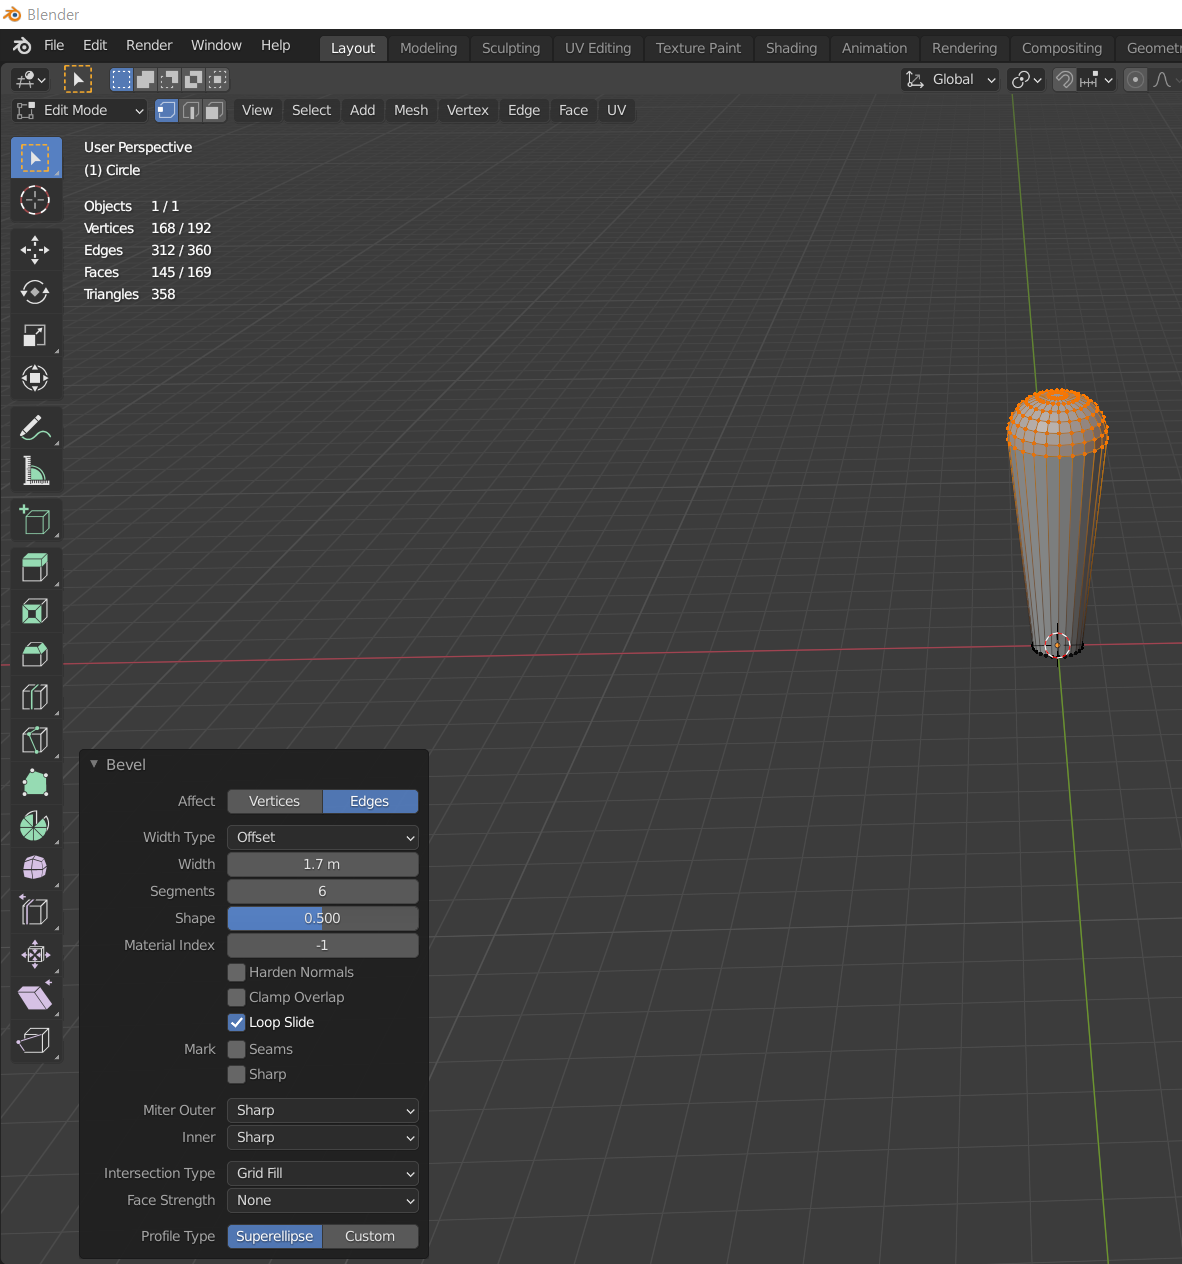 Blender
File Edit Render Window Help Layout Modeling Sculpting UV Editing Texture Paint Shading Animation Rendering Compositing Geometr
Global
Edit Mode View Select Add Mesh Vertex Edge Face UV
User Perspective
(1) Circle
Objects 1 / 1
Vertices 168 / 192
Edges 312 / 360
Faces 145 / 169
Triangles 358
Bevel
Affect Vertices Edges
Width Type Offset
Width 1.7 m
Segments 6
Shape 0.500
Material Index -1
Harden Normals
Clamp Overlap
Loop Slide
Mark Seams
Sharp
Miter Outer Sharp
Inner Sharp
Intersection Type Grid Fill
Face Strength None
Profile Type Superellipse Custom